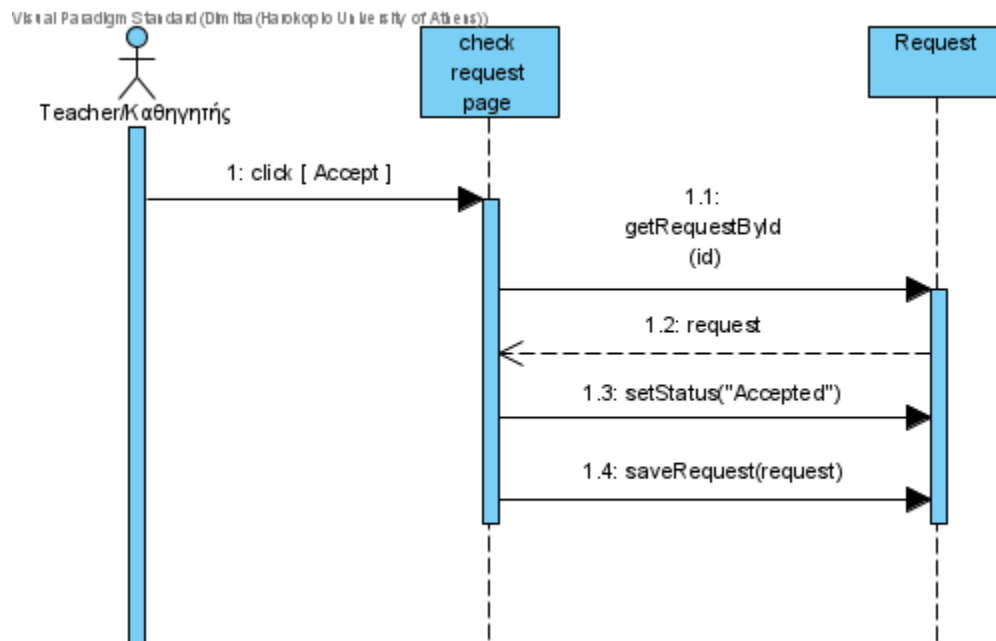 Visual Paradigm Standard(Dimitra(Harokopio University of Athens))
check
request
page
Request
Teacher/Καθηγητής
1: click [ Accept ]
1.1:
getRequestById
(id)
1.2: request
1.3: setStatus("Accepted")
1.4: saveRequest(request)